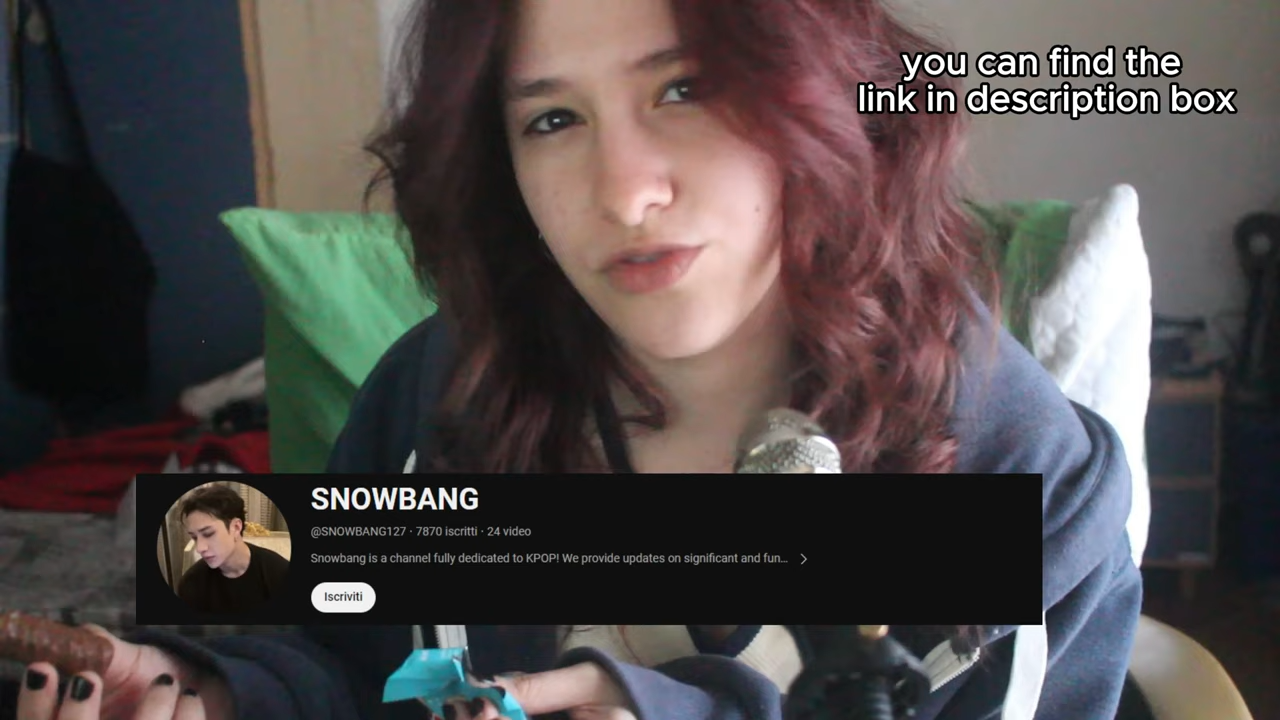 you can find the
link in description box
SNOWBANG
@SNOWBANG127 · 7870 iscritti · 24 video
Snowbang is a channel fully dedicated to KPOP! We provide updates on significant and fun...
Iscriviti